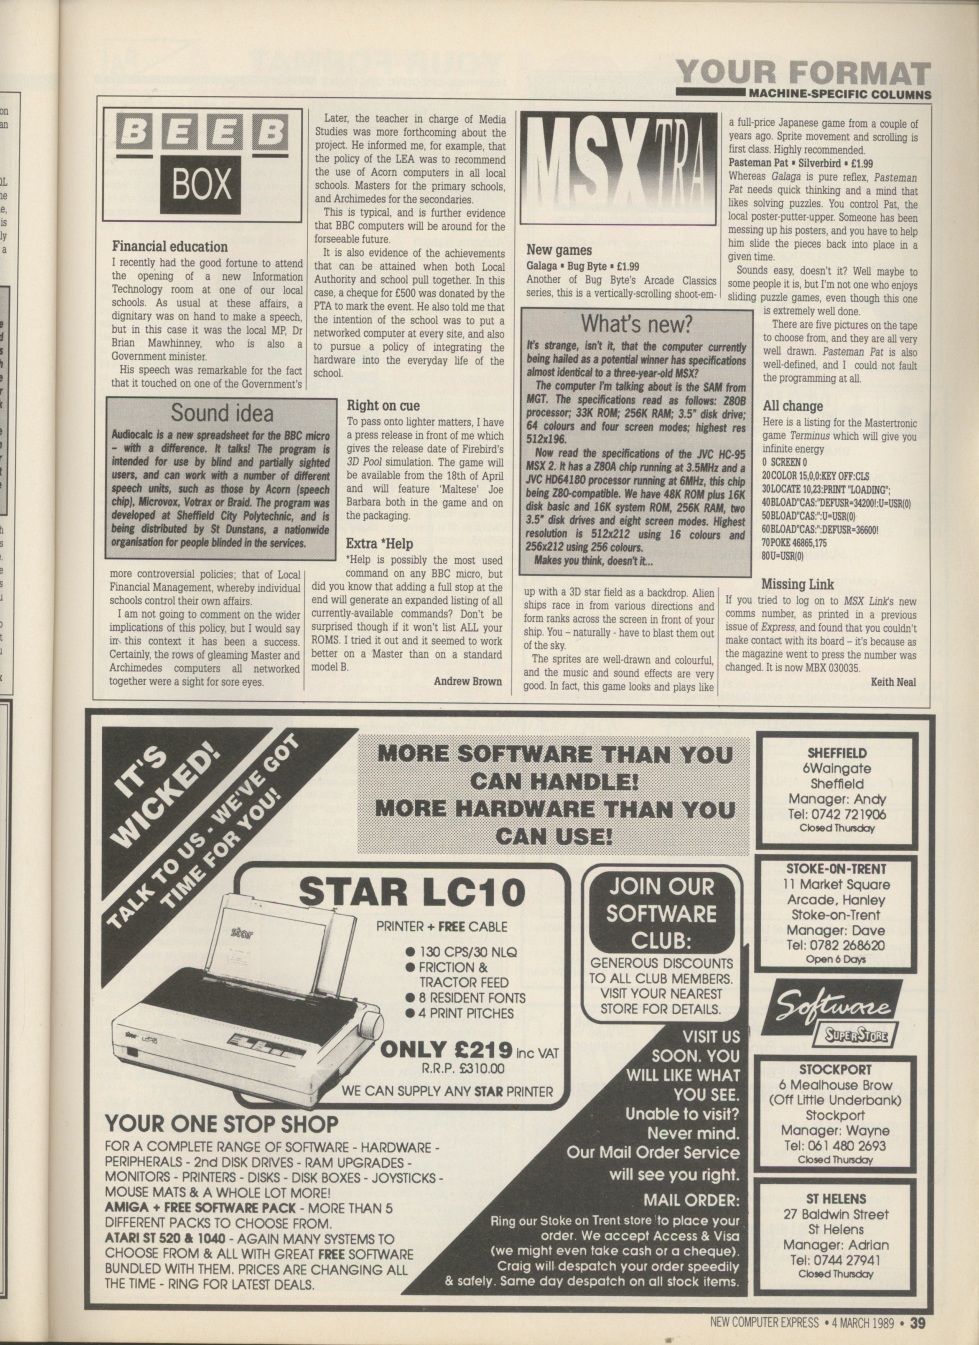 YOUR FORMAT
MACHINE-SPECIFIC COLUMNS
BEEB
BOX
Financial education
I recently had the good fortune to attend
the opening of a new Information
Technology room at one of our local
schools. As usual at these affairs, a
dignitary was on hand to make a speech,
but in this case it was the local MP, Dr
Brian Mawhinney, who is also a
Government minister.
His speech was remarkable for the fact
that it touched on one of the Government's
Sound idea
Audiocalc is a new spreadsheet for the BBC micro
– with a difference. It talks! The program is
intended for use by blind and partially sighted
users, and can work with a number of different
speech units, such as those by Acorn (speech
chip), Microvox, Votrax or Braid. The program was
developed at Sheffield City Polytechnic, and is
being distributed by St Dunstans, a nationwide
organisation for people blinded in the services.
more controversial policies; that of Local
Financial Management, whereby individual
schools control their own affairs.
I am not going to comment on the wider
implications of this policy, but I would say
in this context it has been a success.
Certainly, the rows of gleaming Master and
Archimedes computers all networked
together were a sight for sore eyes.
Later, the teacher in charge of Media
Studies was more forthcoming about the
project. He informed me, for example, that
the policy of the LEA was to recommend
the use of Acorn computers in all local
schools. Masters for the primary schools,
and Archimedes for the secondaries.
This is typical, and is further evidence
that BBC computers will be around for the
forseeable future.
It is also evidence of the achievements
that can be attained when both Local
Authority and school pull together. In this
case, a cheque for £500 was donated by the
PTA to mark the event. He also told me that
the intention of the school was to put a
networked computer at every site, and also
to pursue a policy of integrating the
hardware into the everyday life of the
school.
Right on cue
To pass onto lighter matters, I have
a press release in front of me which
gives the release date of Firebird's
3D Pool simulation. The game will
be available from the 18th of April
and will feature 'Maltese' Joe
Barbara both in the game and on
the packaging.
Extra *Help
*Help is possibly the most used
command on any BBC micro, but
did you know that adding a full stop at the
end will generate an expanded listing of all
currently-available commands? Don't be
surprised though if it won't list ALL your
ROMS. I tried it out and it seemed to work
better on a Master than on a standard
model B.
Andrew Brown
MSX TRA
New games
Galaga ▪ Bug Byte ▪ £1.99
Another of Bug Byte's Arcade Classics
series, this is a vertically-scrolling shoot-em-
What's new?
It's strange, isn't it, that the computer currently
being hailed as a potential winner has specifications
almost identical to a three-year-old MSX?
The computer I'm talking about is the SAM from
MGT. The specifications read as follows: Z80B
processor; 33K ROM; 256K RAM; 3.5" disk drive;
64 colours and four screen modes; highest res
512x196.
Now read the specifications of the JVC HC-95
MSX 2. It has a Z80A chip running at 3.5MHz and a
JVC HD64180 processor running at 6MHz, this chip
being Z80-compatible. We have 48K ROM plus 16K
disk basic and 16K system ROM, 256K RAM, two
3.5" disk drives and eight screen modes. Highest
resolution is 512x212 using 16 colours and
256x212 using 256 colours.
Makes you think, doesn't it...
up with a 3D star field as a backdrop. Alien
ships race in from various directions and
form ranks across the screen in front of your
ship. You – naturally - have to blast them out
of the sky.
The sprites are well-drawn and colourful,
and the music and sound effects are very
good. In fact, this game looks and plays like
a full-price Japanese game from a couple of
years ago. Sprite movement and scrolling is
first class. Highly recommended.
Pasteman Pat ▪ Silverbird ▪ £1.99
Whereas Galaga is pure reflex, Pasteman
Pat needs quick thinking and a mind that
likes solving puzzles. You control Pat, the
local poster-putter-upper. Someone has been
messing up his posters, and you have to help
him slide the pieces back into place in a
given time.
Sounds easy, doesn't it? Well maybe to
some people it is, but I'm not one who enjoys
sliding puzzle games, even though this one
is extremely well done.
There are five pictures on the tape
to choose from, and they are all very
well drawn. Pasteman Pat is also
well-defined, and I could not fault
the programming at all.
All change
Here is a listing for the Mastertronic
game Terminus which will give you
infinite energy
0 SCREEN 0
20COLOR 15,0,0:KEY OFF:CLS
30LOCATE 10,23:PRINT "LOADING";
40BLOAD"CAS:"DEFUSR=34200!:U=USR(0)
50BLOAD"CAS:":U=USR(0)
60BLOAD"CAS:":DEFUSR=36600!
70POKE 46865,175
80U=USR(0)
Missing Link
If you tried to log on to MSX Link's new
comms number, as printed in a previous
issue of Express, and found that you couldn't
make contact with its board – it's because as
the magazine went to press the number was
changed. It is now MBX 030035.
Keith Neal
IT'S
WICKED!
TALK TO US - WE'VE GOT
TIME FOR YOU!
MORE SOFTWARE THAN YOU
CAN HANDLE!
MORE HARDWARE THAN YOU
CAN USE!
STAR LC10
PRINTER + FREE CABLE
● 130 CPS/30 NLQ
● FRICTION &
TRACTOR FEED
● 8 RESIDENT FONTS
● 4 PRINT PITCHES
star
star LC-10
ONLY £219 inc VAT
R.R.P. £310.00
WE CAN SUPPLY ANY STAR PRINTER
JOIN OUR
SOFTWARE
CLUB:
GENEROUS DISCOUNTS
TO ALL CLUB MEMBERS.
VISIT YOUR NEAREST
STORE FOR DETAILS.
YOUR ONE STOP SHOP
FOR A COMPLETE RANGE OF SOFTWARE - HARDWARE -
PERIPHERALS - 2nd DISK DRIVES - RAM UPGRADES -
MONITORS - PRINTERS - DISKS - DISK BOXES - JOYSTICKS -
MOUSE MATS & A WHOLE LOT MORE!
AMIGA + FREE SOFTWARE PACK - MORE THAN 5
DIFFERENT PACKS TO CHOOSE FROM.
ATARI ST 520 & 1040 - AGAIN MANY SYSTEMS TO
CHOOSE FROM & ALL WITH GREAT FREE SOFTWARE
BUNDLED WITH THEM. PRICES ARE CHANGING ALL
THE TIME - RING FOR LATEST DEALS.
VISIT US
SOON. YOU
WILL LIKE WHAT
YOU SEE.
Unable to visit?
Never mind.
Our Mail Order Service
will see you right.
MAIL ORDER:
Ring our Stoke on Trent store to place your
order. We accept Access & Visa
(we might even take cash or a cheque).
Craig will despatch your order speedily
& safely. Same day despatch on all stock items.
SHEFFIELD
6Waingate
Sheffield
Manager: Andy
Tel: 0742 721906
Closed Thursday
STOKE-ON-TRENT
11 Market Square
Arcade, Hanley
Stoke-on-Trent
Manager: Dave
Tel: 0782 268620
Open 6 Days
Software
SUPERSTORE
STOCKPORT
6 Mealhouse Brow
(Off Little Underbank)
Stockport
Manager: Wayne
Tel: 061 480 2693
Closed Thursday
ST HELENS
27 Baldwin Street
St Helens
Manager: Adrian
Tel: 0744 27941
Closed Thursday
NEW COMPUTER EXPRESS • 4 MARCH 1989 • 39